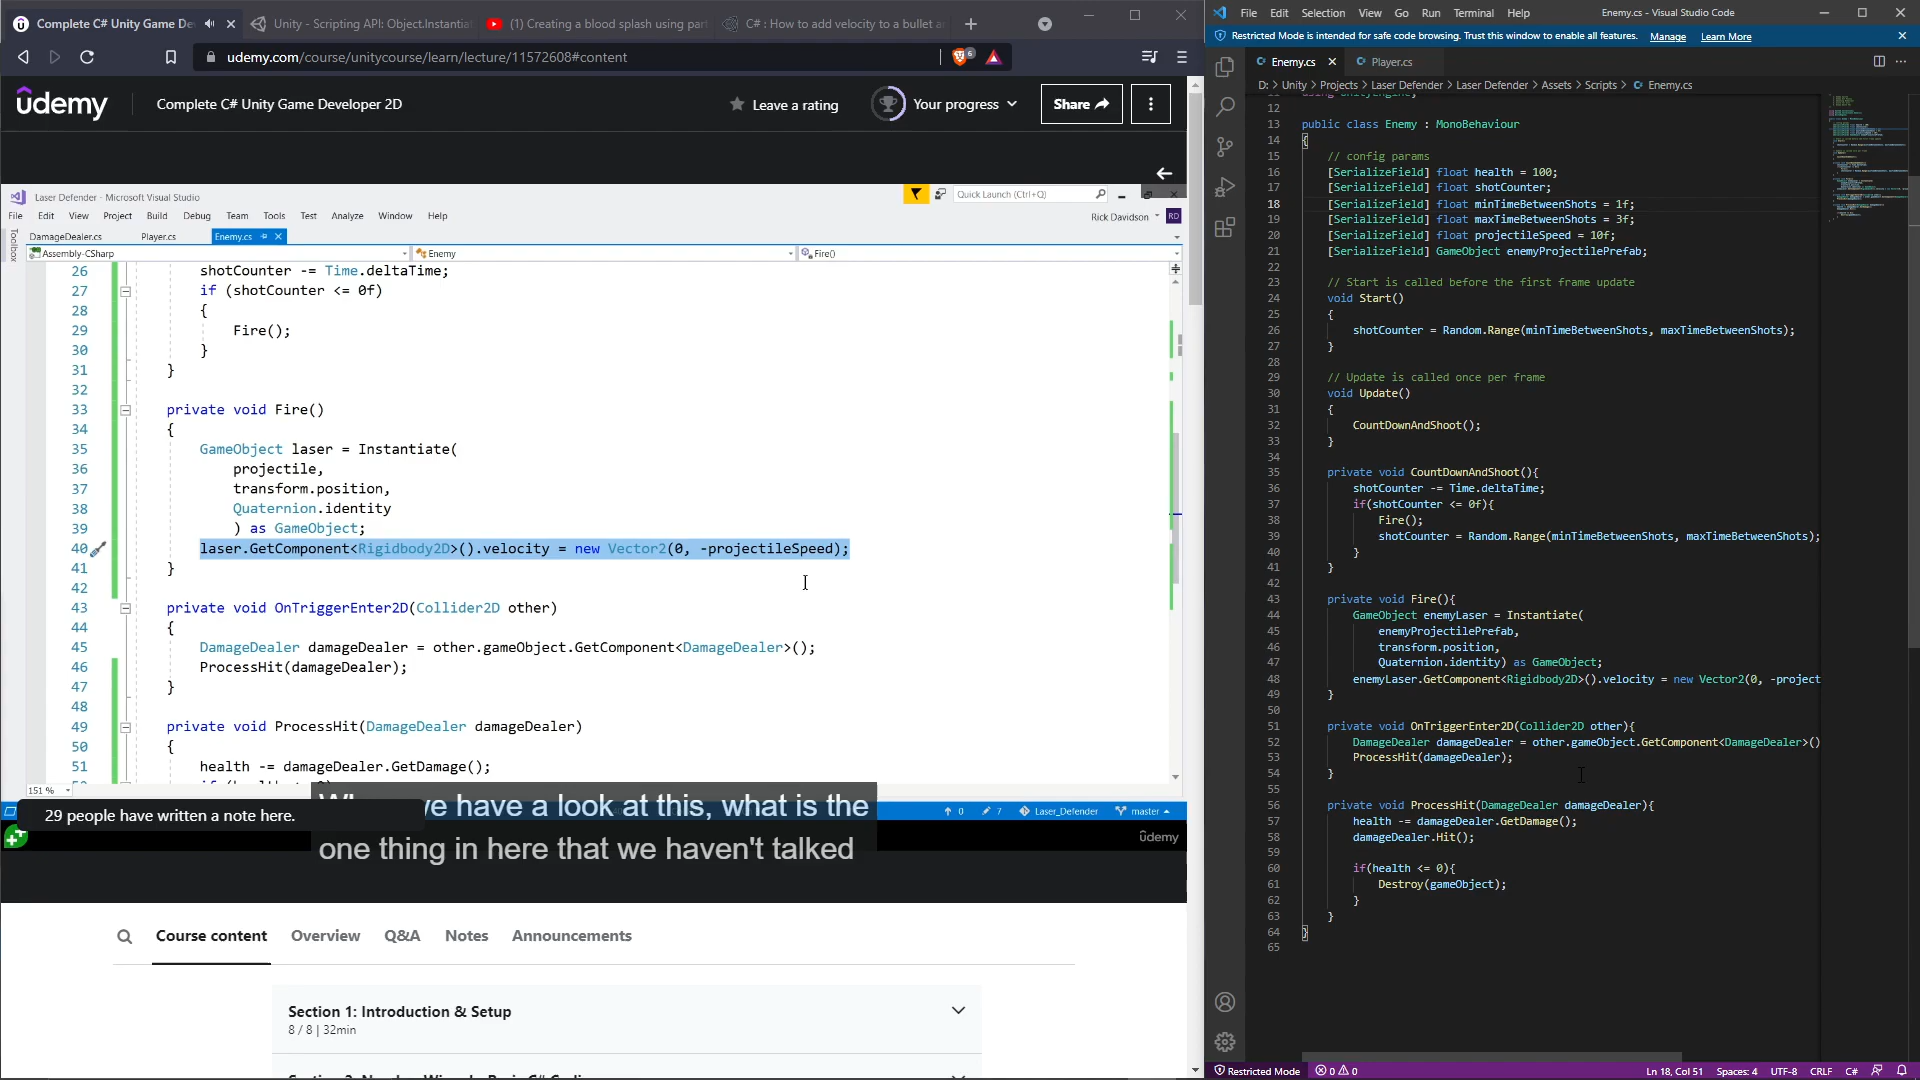 Complete C# Unity Game De
Unity - Scripting API: Object.Instantia
(1) Creating a blood splash using part
C# : How to add velocity to a bullet a
udemy.com/course/unitycourse/learn/lecture/11572608#content
6
ûdemy
Complete C# Unity Game Developer 2D
Leave a rating
Your progress
Share
Laser Defender - Microsoft Visual Studio
Quick Launch (Ctrl+Q)
File Edit View Project Build Debug Team Tools Test Analyze Window Help
Rick Davidson
RD
DamageDealer.cs Player.cs Enemy.cs
Toolbox
Assembly-CSharp
Enemy
Fire()
26 shotCounter -= Time.deltaTime;
27 if (shotCounter <= 0f)
28 {
29 Fire();
30 }
31 }
32
33 private void Fire()
34 {
35 GameObject laser = Instantiate(
36 projectile,
37 transform.position,
38 Quaternion.identity
39 ) as GameObject;
40 laser.GetComponent<Rigidbody2D>().velocity = new Vector2(0, -projectileSpeed);
41 }
42
43 private void OnTriggerEnter2D(Collider2D other)
44 {
45 DamageDealer damageDealer = other.gameObject.GetComponent<DamageDealer>();
46 ProcessHit(damageDealer);
47 }
48
49 private void ProcessHit(DamageDealer damageDealer)
50 {
51 health -= damageDealer.GetDamage();
151 %
0
7
Laser_Defender
master
29 people have written a note here.
we have a look at this, what is the
one thing in here that we haven't talked
ûdemy
Course content
Overview
Q&A
Notes
Announcements
Section 1: Introduction & Setup
8 / 8 | 32min
File Edit Selection View Go Run Terminal Help
Enemy.cs - Visual Studio Code
Restricted Mode is intended for safe code browsing. Trust this window to enable all features.
Manage
Learn More
Enemy.cs
Player.cs
D: > Unity > Projects > Laser Defender > Laser Defender > Assets > Scripts > Enemy.cs
12
13 public class Enemy : MonoBehaviour
14 {
15 // config params
16 [SerializeField] float health = 100;
17 [SerializeField] float shotCounter;
18 [SerializeField] float minTimeBetweenShots = 1f;
19 [SerializeField] float maxTimeBetweenShots = 3f;
20 [SerializeField] float projectileSpeed = 10f;
21 [SerializeField] GameObject enemyProjectilePrefab;
22
23 // Start is called before the first frame update
24 void Start()
25 {
26 shotCounter = Random.Range(minTimeBetweenShots, maxTimeBetweenShots);
27 }
28
29 // Update is called once per frame
30 void Update()
31 {
32 CountDownAndShoot();
33 }
34
35 private void CountDownAndShoot(){
36 shotCounter -= Time.deltaTime;
37 if(shotCounter <= 0f){
38 Fire();
39 shotCounter = Random.Range(minTimeBetweenShots, maxTimeBetweenShots);
40 }
41 }
42
43 private void Fire(){
44 GameObject enemyLaser = Instantiate(
45 enemyProjectilePrefab,
46 transform.position,
47 Quaternion.identity) as GameObject;
48 enemyLaser.GetComponent<Rigidbody2D>().velocity = new Vector2(0, -project
49 }
50
51 private void OnTriggerEnter2D(Collider2D other){
52 DamageDealer damageDealer = other.gameObject.GetComponent<DamageDealer>()
53 ProcessHit(damageDealer);
54 }
55
56 private void ProcessHit(DamageDealer damageDealer){
57 health -= damageDealer.GetDamage();
58 damageDealer.Hit();
59
60 if(health <= 0){
61 Destroy(gameObject);
62 }
63 }
64 }
65
Restricted Mode
0 0
Ln 18, Col 51
Spaces: 4
UTF-8
CRLF
C#